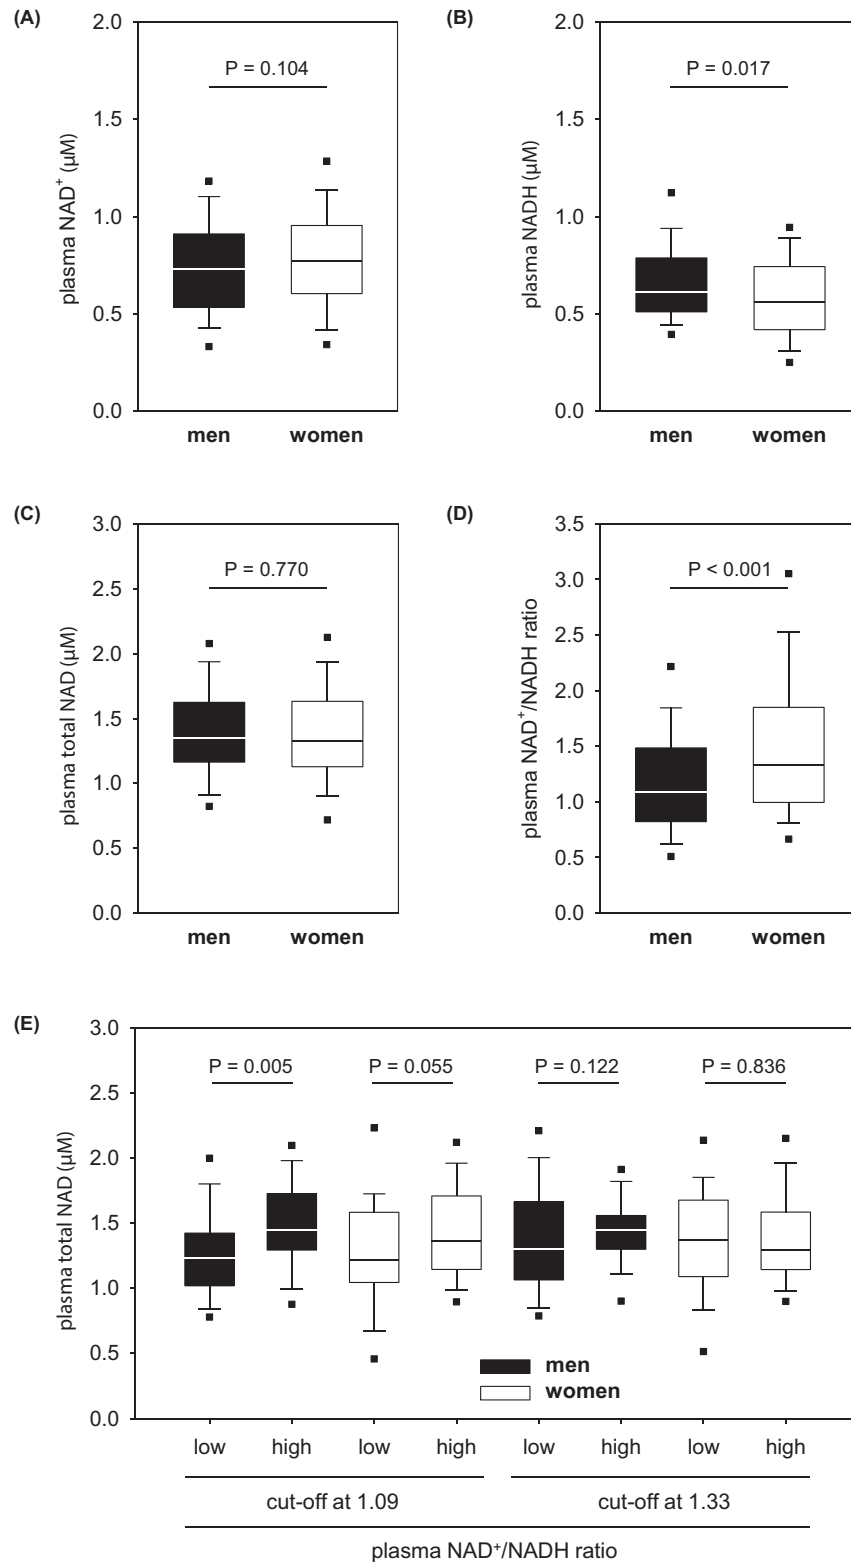 (A)
2.0
1.5
1.0
0.5
0.0
plasma NAD⁺ (µM)
P = 0.104
men women
(B)
2.0
1.5
1.0
0.5
0.0
plasma NADH (µM)
P = 0.017
men women
(C)
3.0
2.5
2.0
1.5
1.0
0.5
0.0
plasma total NAD (µM)
P = 0.770
men women
(D)
3.5
3.0
2.5
2.0
1.5
1.0
0.5
0.0
plasma NAD⁺/NADH ratio
P < 0.001
men women
(E)
3.0
2.5
2.0
1.5
1.0
0.5
0.0
plasma total NAD (µM)
P = 0.005 P = 0.055 P = 0.122 P = 0.836
men
women
low high low high low high low high
cut-off at 1.09 cut-off at 1.33
plasma NAD⁺/NADH ratio